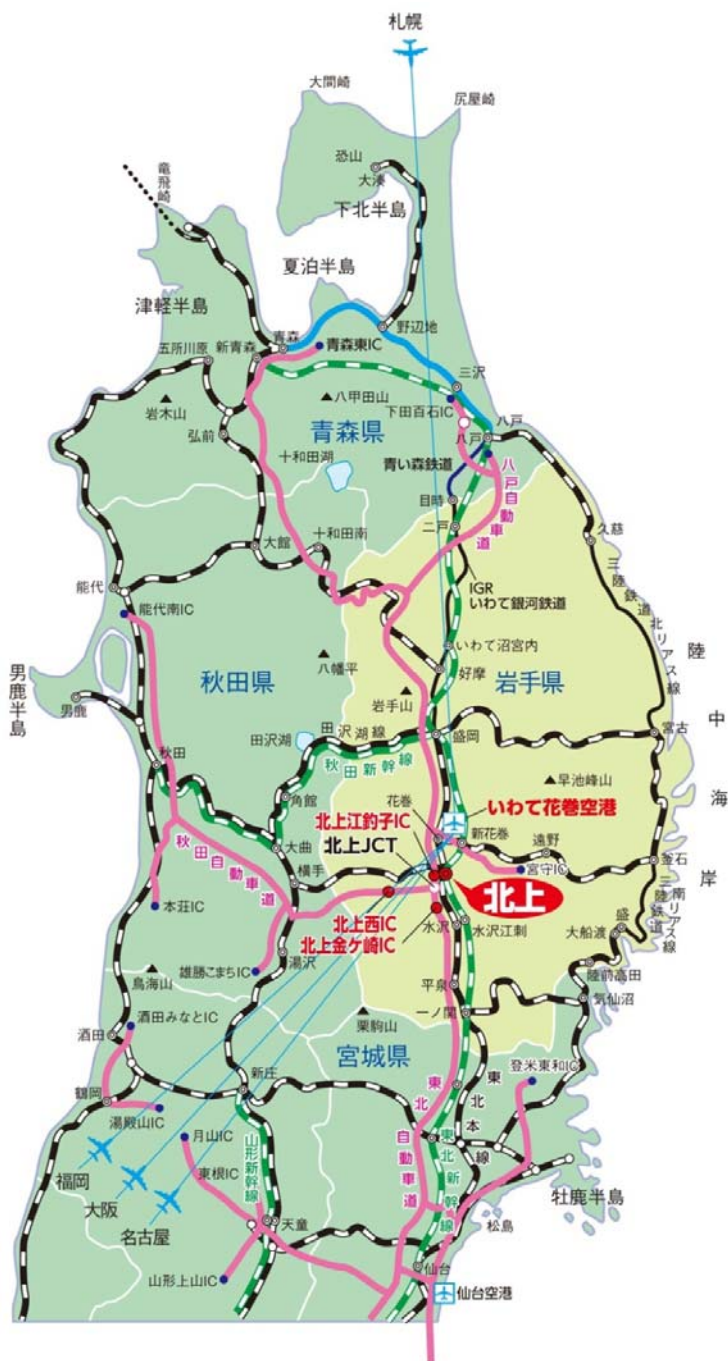 札幌
大間崎
尻屋崎
恐山
大湊
竜飛崎
下北半島
夏泊半島
津軽半島
野辺地
青森
青森東IC
五所川原
新青森
三沢
八甲田山
下田百石IC
岩木山
八戸
青森県
弘前
八戸
十和田湖
青い森鉄道
八戸自動車道
目時
二戸
久慈
十和田南
大館
能代
IGR
いわて銀河鉄道
三陸鉄道北リアス線
能代南IC
いわて沼宮内
陸中海岸
八幡平
好摩
秋田県
岩手県
男鹿半島
岩手山
男鹿
田沢湖線
盛岡
宮古
田沢湖
秋田
秋田新幹線
早池峰山
角館
花巻
いわて花巻空港
北上江釣子IC
新花巻
遠野
大曲
北上JCT
釜石
秋田自動車道
横手
宮守IC
北上
三陸鉄道南リアス線
本荘IC
北上西IC
水沢
水沢江刺
盛
北上金ケ崎IC
大船渡
湯沢
雄勝こまちIC
陸前高田
鳥海山
平泉
気仙沼
一ノ関
酒田みなとIC
栗駒山
酒田
宮城県
登米東和IC
新庄
東北本線
鶴岡
東北自動車道
湯殿山IC
月山IC
東北新幹線
山形新幹線
東根IC
福岡
牡鹿半島
大阪
名古屋
天童
松島
仙台
山形上山IC
仙台空港